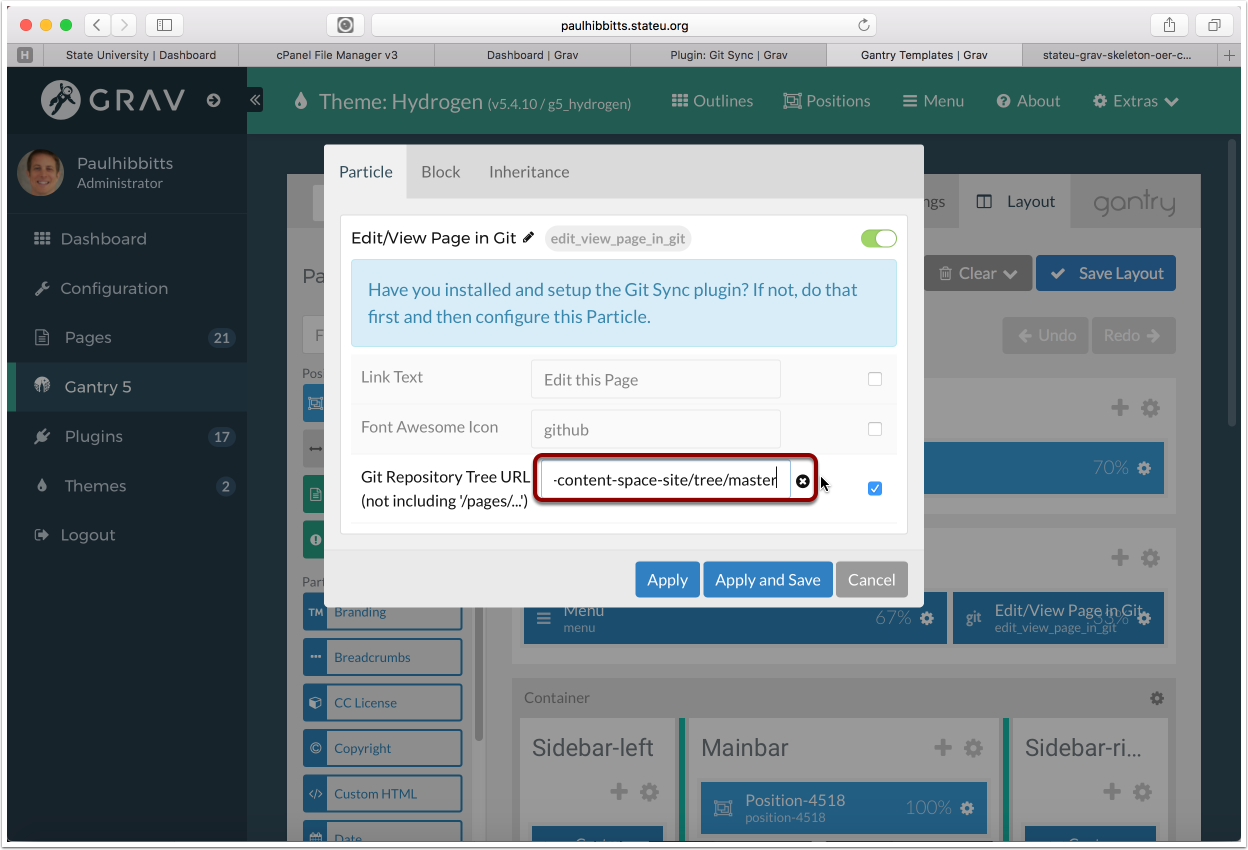 paulhibbitts.stateu.org
H
State University | Dashboard
cPanel File Manager v3
Dashboard | Grav
Plugin: Git Sync | Grav
Gantry Templates | Grav
stateu-grav-skeleton-oer-c...
GRAV
Theme: Hydrogen (v5.4.10 / g5_hydrogen)
Outlines
Positions
Menu
About
Extras
Paulhibbitts
Administrator
Dashboard
Configuration
Pages 21
Gantry 5
Plugins 17
Themes 2
Logout
ngs
Layout
gantry
Pa
Clear
Save Layout
F
Undo
Redo
Pos
70%
Particle
Block
Inheritance
Edit/View Page in Git
edit_view_page_in_git
Have you installed and setup the Git Sync plugin? If not, do that
first and then configure this Particle.
Link Text
Edit this Page
Font Awesome Icon
github
Git Repository Tree URL
(not including '/pages/...')
-content-space-site/tree/master
Apply
Apply and Save
Cancel
Part
TM Branding
Breadcrumbs
CC License
Copyright
Custom HTML
Date
Menu
menu
67%
git
Edit/View Page in Git
edit_view_page_in_git
33%
Container
Sidebar-left
Mainbar
Sidebar-ri...
Position-4518
position-4518
100%